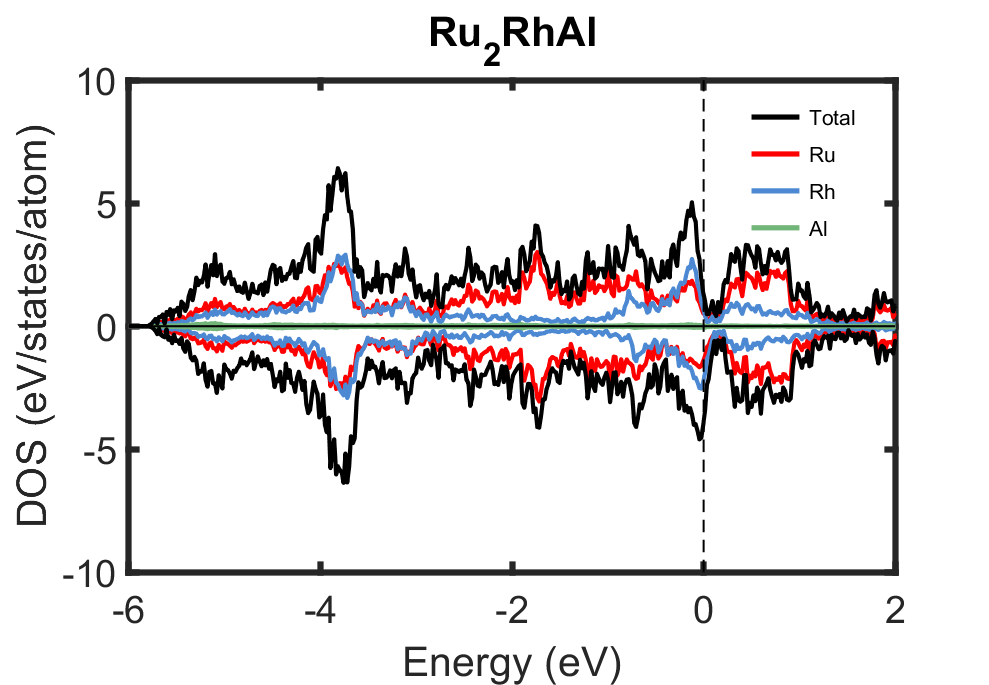 Ru2RhAl
10
5
0
-5
-10
DOS (eV/states/atom)
Total
Ru
Rh
Al
-6 -4 -2 0 2
Energy (eV)